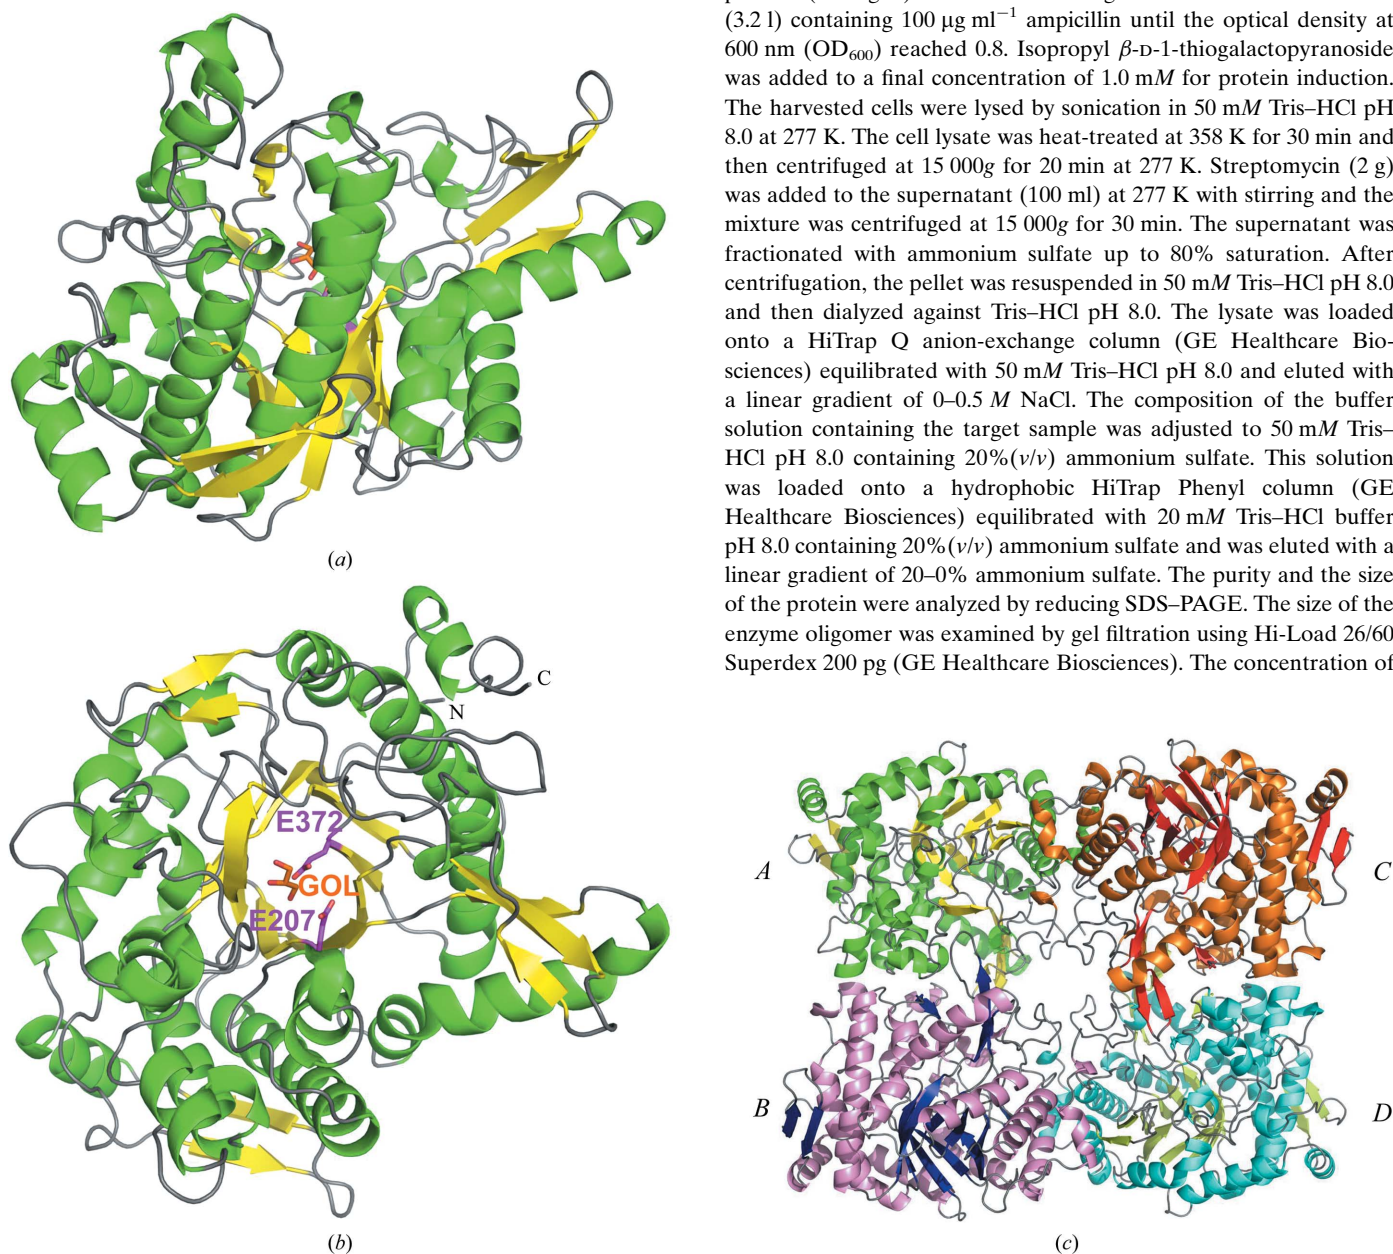 (3.2 l) containing 100 µg ml−1 ampicillin until the optical density at
600 nm (OD600) reached 0.8. Isopropyl β-D-1-thiogalactopyranoside
was added to a final concentration of 1.0 mM for protein induction.
The harvested cells were lysed by sonication in 50 mM Tris–HCl pH
8.0 at 277 K. The cell lysate was heat-treated at 358 K for 30 min and
then centrifuged at 15 000g for 20 min at 277 K. Streptomycin (2 g)
was added to the supernatant (100 ml) at 277 K with stirring and the
mixture was centrifuged at 15 000g for 30 min. The supernatant was
fractionated with ammonium sulfate up to 80% saturation. After
centrifugation, the pellet was resuspended in 50 mM Tris–HCl pH 8.0
and then dialyzed against Tris–HCl pH 8.0. The lysate was loaded
onto a HiTrap Q anion-exchange column (GE Healthcare Bio-
sciences) equilibrated with 50 mM Tris–HCl pH 8.0 and eluted with
a linear gradient of 0–0.5 M NaCl. The composition of the buffer
solution containing the target sample was adjusted to 50 mM Tris–
HCl pH 8.0 containing 20%(v/v) ammonium sulfate. This solution
was loaded onto a hydrophobic HiTrap Phenyl column (GE
Healthcare Biosciences) equilibrated with 20 mM Tris–HCl buffer
pH 8.0 containing 20%(v/v) ammonium sulfate and was eluted with a
linear gradient of 20–0% ammonium sulfate. The purity and the size
of the protein were analyzed by reducing SDS–PAGE. The size of the
enzyme oligomer was examined by gel filtration using Hi-Load 26/60
Superdex 200 pg (GE Healthcare Biosciences). The concentration of
(a)
C
N
E372
GOL
E207
(b)
A
C
B
D
(c)